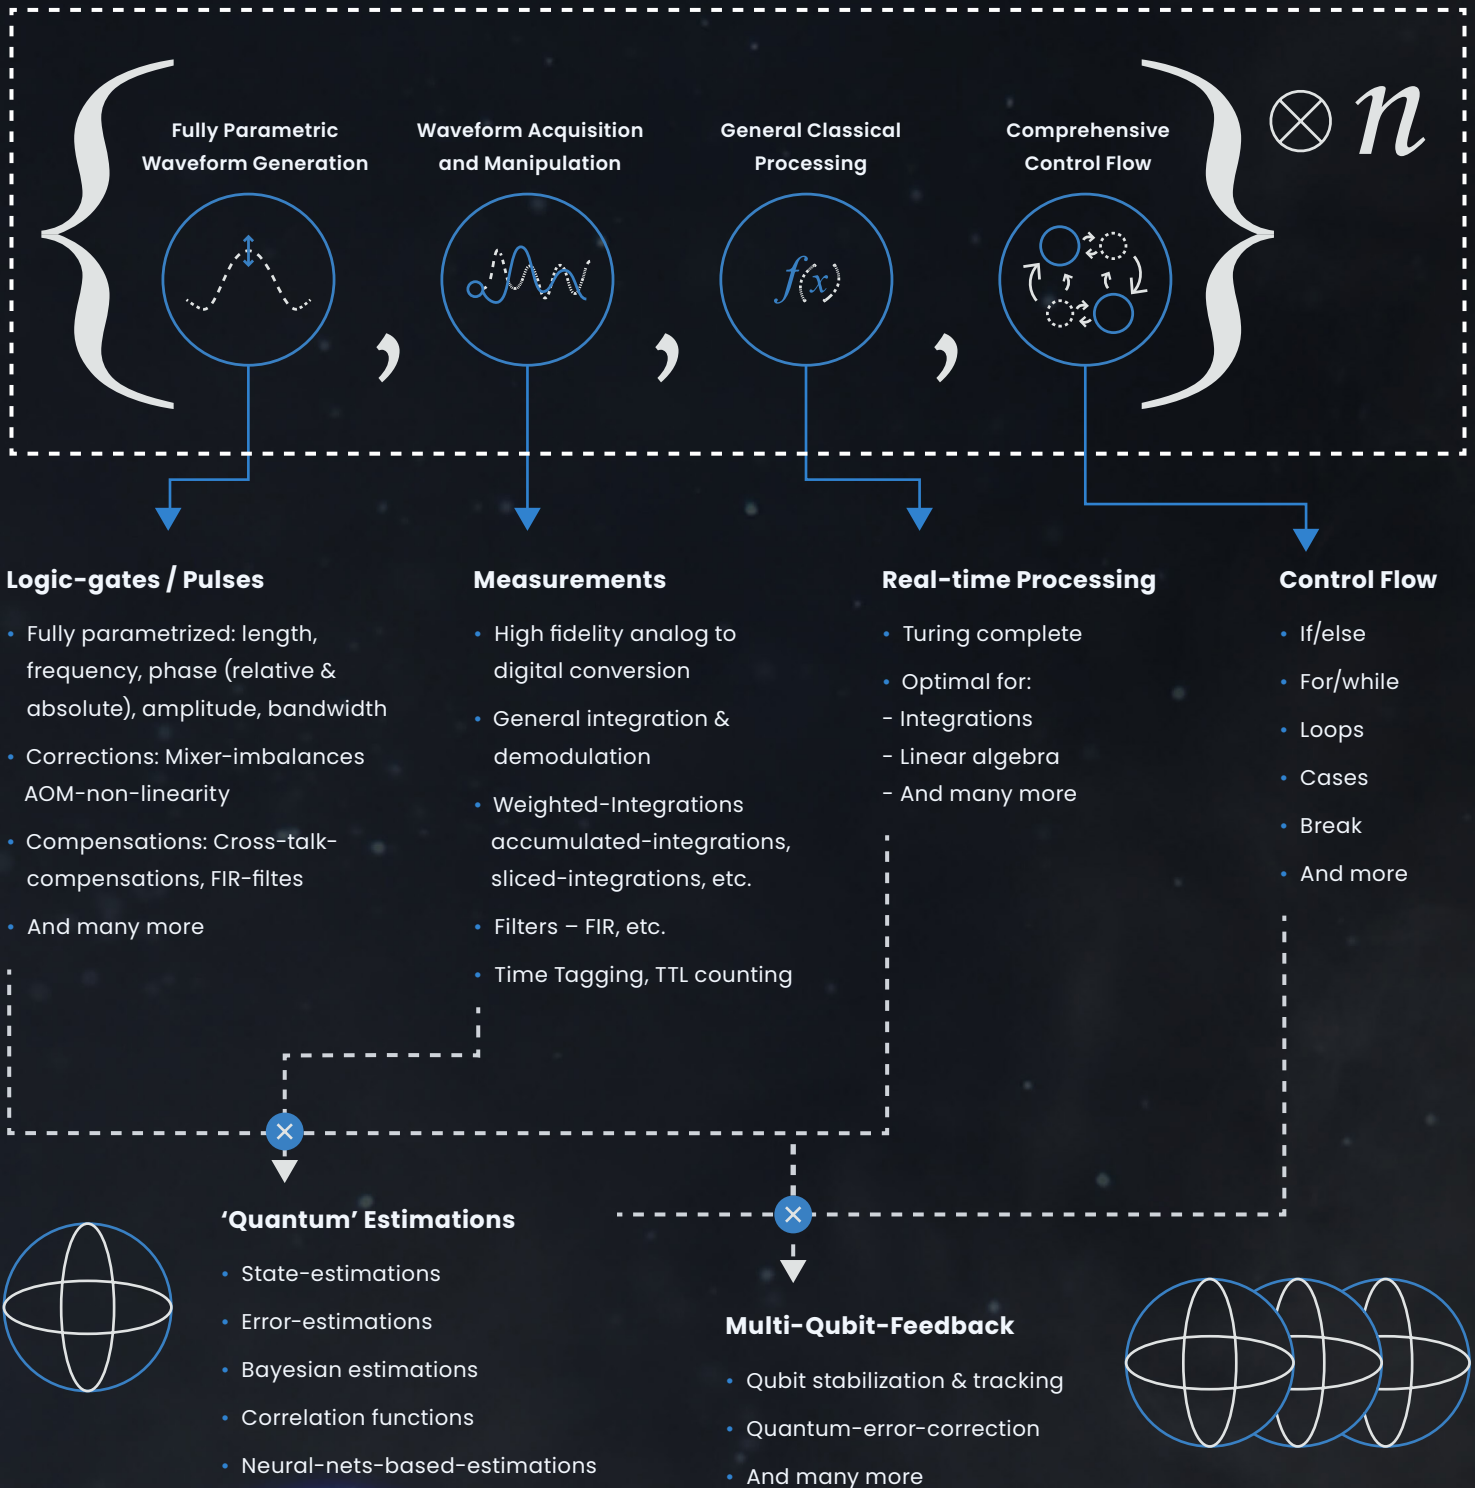 Fully Parametric
Waveform Generation
Waveform Acquisition
and Manipulation
General Classical
Processing
Comprehensive
Control Flow
{ , , , } ⊗ n
f(x)
Logic-gates / Pulses
• Fully parametrized: length,
frequency, phase (relative &
absolute), amplitude, bandwidth
• Corrections: Mixer-imbalances
AOM-non-linearity
• Compensations: Cross-talk-
compensations, FIR-filtes
• And many more
Measurements
• High fidelity analog to
digital conversion
• General integration &
demodulation
• Weighted-Integrations
accumulated-integrations,
sliced-integrations, etc.
• Filters – FIR, etc.
• Time Tagging, TTL counting
Real-time Processing
• Turing complete
• Optimal for:
- Integrations
- Linear algebra
- And many more
Control Flow
• If/else
• For/while
• Loops
• Cases
• Break
• And more
‘Quantum’ Estimations
• State-estimations
• Error-estimations
• Bayesian estimations
• Correlation functions
• Neural-nets-based-estimations
Multi-Qubit-Feedback
• Qubit stabilization & tracking
• Quantum-error-correction
• And many more